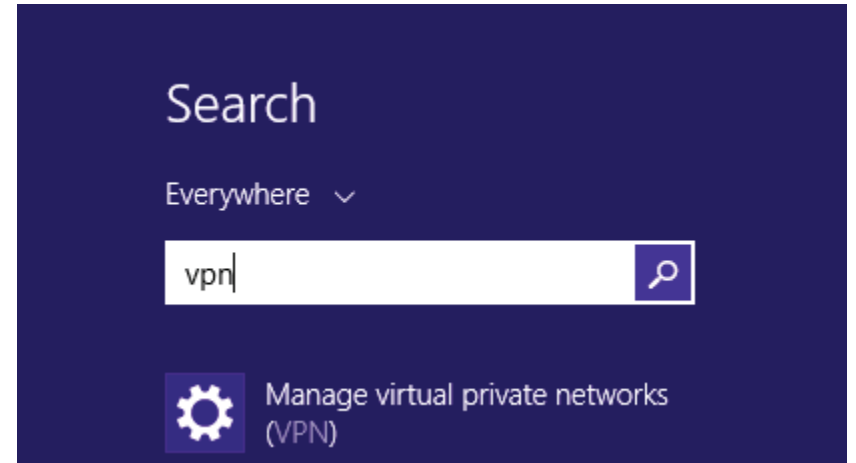 Search
Everywhere
vpn
Manage virtual private networks
(VPN)